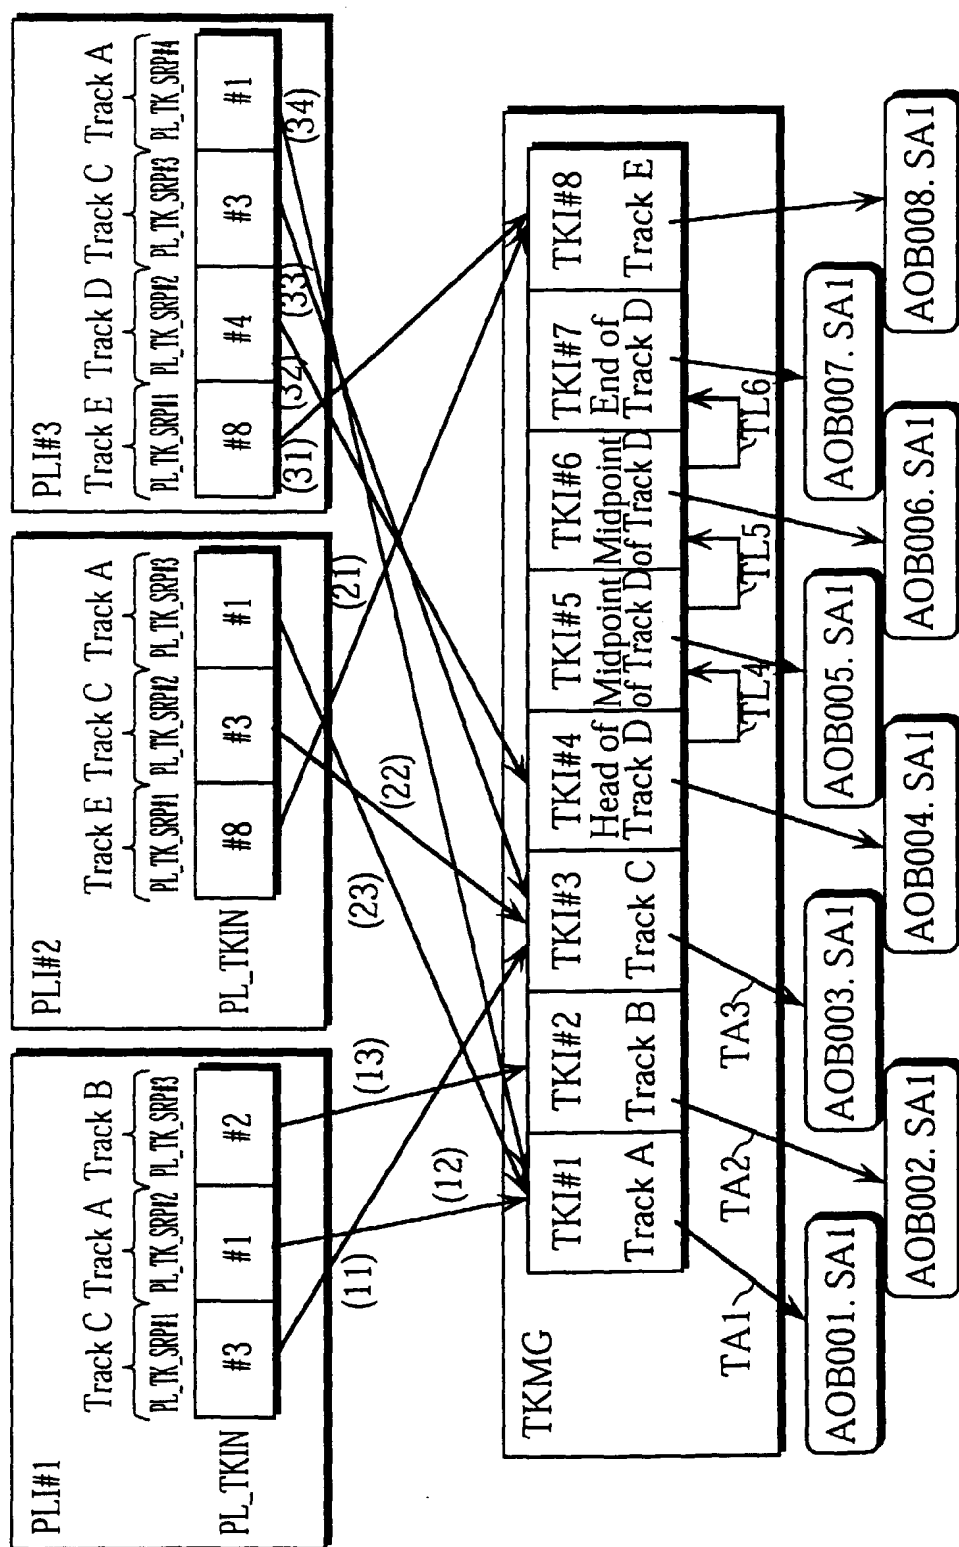 PLI#1
Track C Track A Track B
PL_TK_SRP#1 PL_TK_SRP#2 PL_TK_SRP#3
PL_TKIN
#3 #1 #2
PLI#2
Track E Track C Track A
PL_TK_SRP#1 PL_TK_SRP#2 PL_TK_SRP#3
PL_TKIN
#8 #3 #1
PLI#3
Track E Track D Track C Track A
PL_TK_SRP#1 PL_TK_SRP#2 PL_TK_SRP#3 PL_TK_SRP#4
#8 #4 #3 #1
(11)
(12)
(13)
(23)
(22)
(21)
(31)
(32)
(33)
(34)
TKMG
TKI#1
Track A
TKI#2
Track B
TKI#3
Track C
TKI#4
Head of
Track D
TKI#5
Midpoint
of Track D
TKI#6
Midpoint
of Track D
TKI#7
End of
Track D
TKI#8
Track E
TL4
TL5
TL6
TA1
TA2
TA3
AOB001. SA1
AOB002. SA1
AOB003. SA1
AOB004. SA1
AOB005. SA1
AOB006. SA1
AOB007. SA1
AOB008. SA1